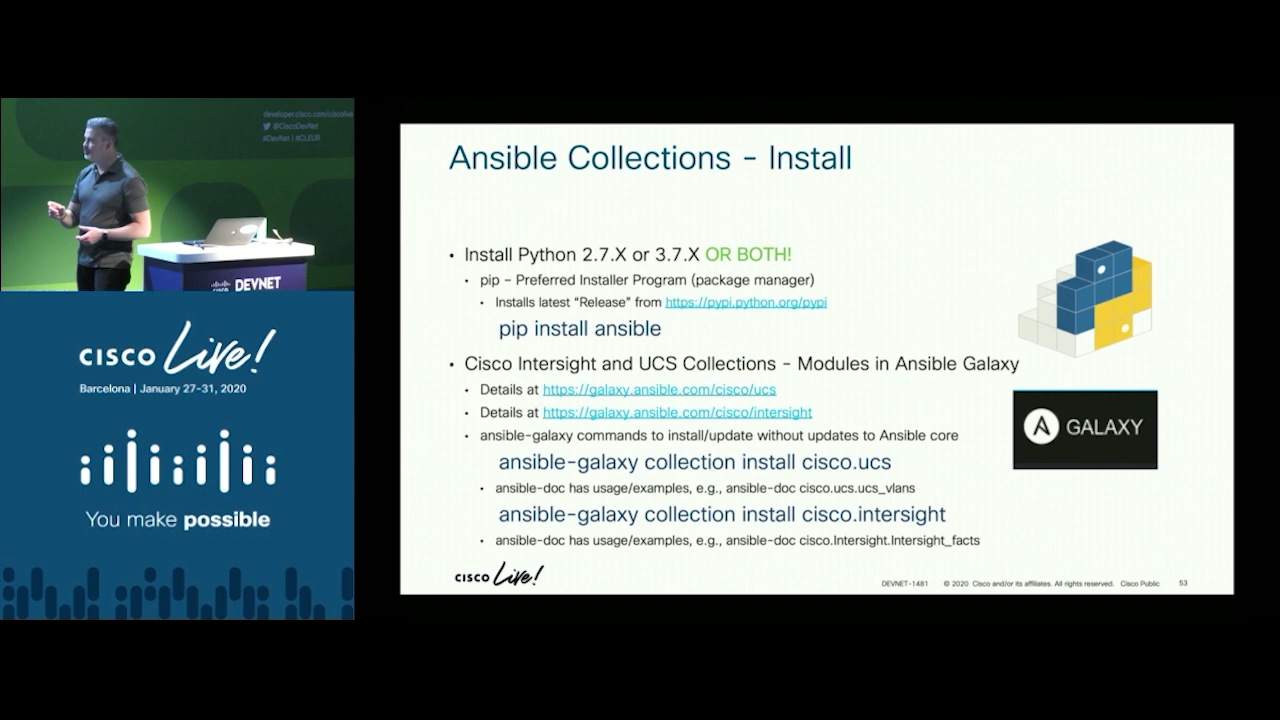 developer.cisco.com/ciscolive
@CiscoDevNet
#DevNet | #CLEUR
CISCO
DEVNET
CISCO Live!
Barcelona | January 27-31, 2020
You make possible
Ansible Collections - Install
• Install Python 2.7.X or 3.7.X OR BOTH!
• pip – Preferred Installer Program (package manager)
• Installs latest “Release” from https://pypi.python.org/pypi
pip install ansible
• Cisco Intersight and UCS Collections - Modules in Ansible Galaxy
• Details at https://galaxy.ansible.com/cisco/ucs
• Details at https://galaxy.ansible.com/cisco/intersight
• ansible-galaxy commands to install/update without updates to Ansible core
ansible-galaxy collection install cisco.ucs
• ansible-doc has usage/examples, e.g., ansible-doc cisco.ucs.ucs_vlans
ansible-galaxy collection install cisco.intersight
• ansible-doc has usage/examples, e.g., ansible-doc cisco.Intersight.Intersight_facts
A GALAXY
CISCO Live!
DEVNET-1481 © 2020 Cisco and/or its affiliates. All rights reserved. Cisco Public 53